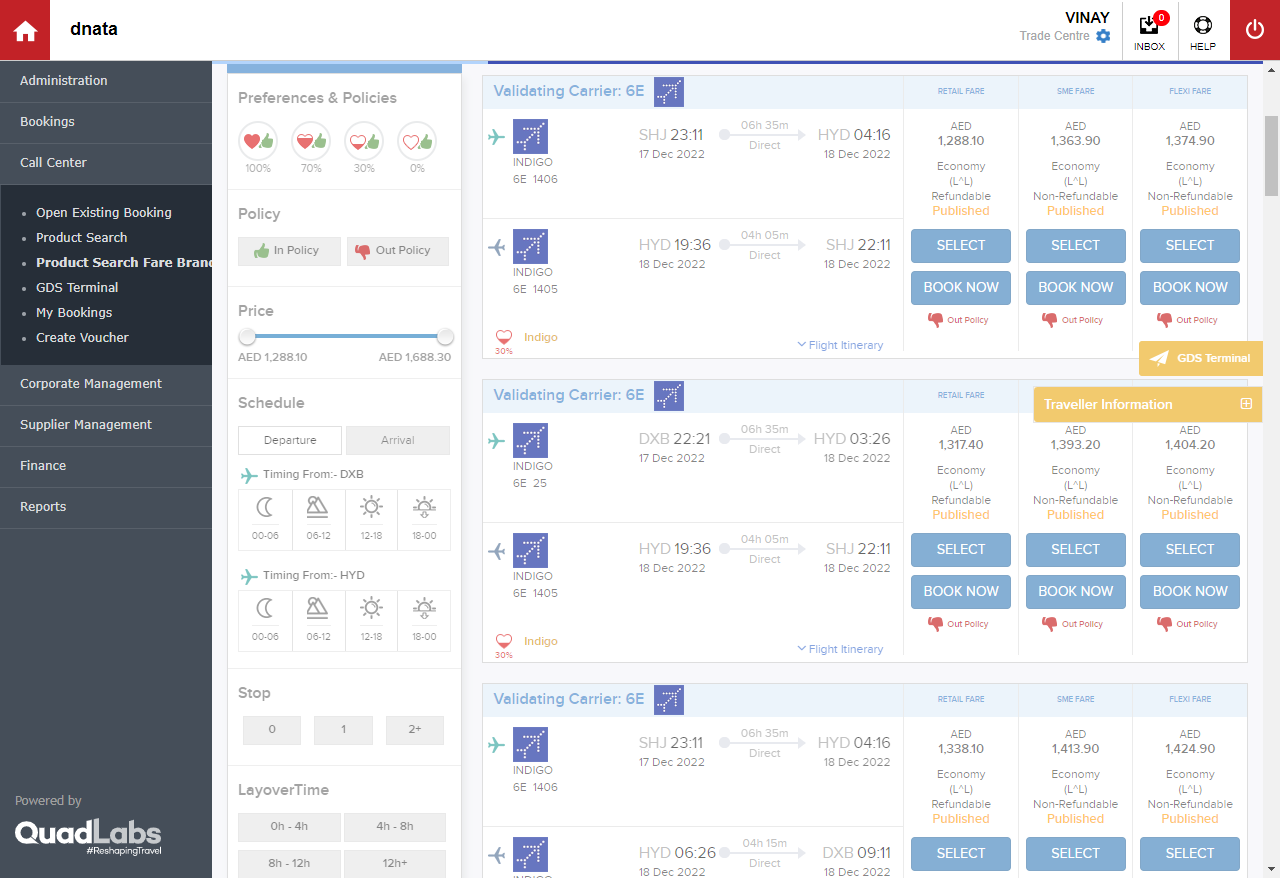 dnata
VINAY
Trade Centre
0
INBOX
HELP
Administration
Bookings
Call Center
Open Existing Booking
Product Search
Product Search Fare Brand
GDS Terminal
My Bookings
Create Voucher
Corporate Management
Supplier Management
Finance
Reports
Powered by
QuadLabs
#ReshapingTravel
Preferences & Policies
100% 70% 30% 0%
Policy
In Policy Out Policy
Price
AED 1,288.10 AED 1,688.30
Schedule
Departure Arrival
Timing From:- DXB
00-06 06-12 12-18 18-00
Timing From:- HYD
00-06 06-12 12-18 18-00
Stop
0 1 2+
LayoverTime
0h - 4h 4h - 8h
8h - 12h 12h+
Validating Carrier: 6E RETAIL FARE SME FARE FLEXI FARE
INDIGO
6E 1406
SHJ 23:11 06h 35m HYD 04:16
17 Dec 2022 Direct 18 Dec 2022
INDIGO
6E 1405
HYD 19:36 04h 05m SHJ 22:11
18 Dec 2022 Direct 18 Dec 2022
30% Indigo
Flight Itinerary
AED AED AED
1,288.10 1,363.90 1,374.90
Economy Economy Economy
(L^L) (L^L) (L^L)
Refundable Non-Refundable Non-Refundable
Published Published Published
SELECT SELECT SELECT
BOOK NOW BOOK NOW BOOK NOW
Out Policy Out Policy Out Policy
GDS Terminal
Traveller Information
Validating Carrier: 6E RETAIL FARE
INDIGO
6E 25
DXB 22:21 06h 35m HYD 03:26
17 Dec 2022 Direct 18 Dec 2022
INDIGO
6E 1405
HYD 19:36 04h 05m SHJ 22:11
18 Dec 2022 Direct 18 Dec 2022
30% Indigo
Flight Itinerary
AED AED AED
1,317.40 1,393.20 1,404.20
Economy Economy Economy
(L^L) (L^L) (L^L)
Refundable Non-Refundable Non-Refundable
Published Published Published
SELECT SELECT SELECT
BOOK NOW BOOK NOW BOOK NOW
Out Policy Out Policy Out Policy
Validating Carrier: 6E RETAIL FARE SME FARE FLEXI FARE
INDIGO
6E 1406
SHJ 23:11 06h 35m HYD 04:16
17 Dec 2022 Direct 18 Dec 2022
INDIGO
HYD 06:26 04h 15m DXB 09:11
18 Dec 2022 Direct 18 Dec 2022
AED AED AED
1,338.10 1,413.90 1,424.90
Economy Economy Economy
(L^L) (L^L) (L^L)
Refundable Non-Refundable Non-Refundable
Published Published Published
SELECT SELECT SELECT